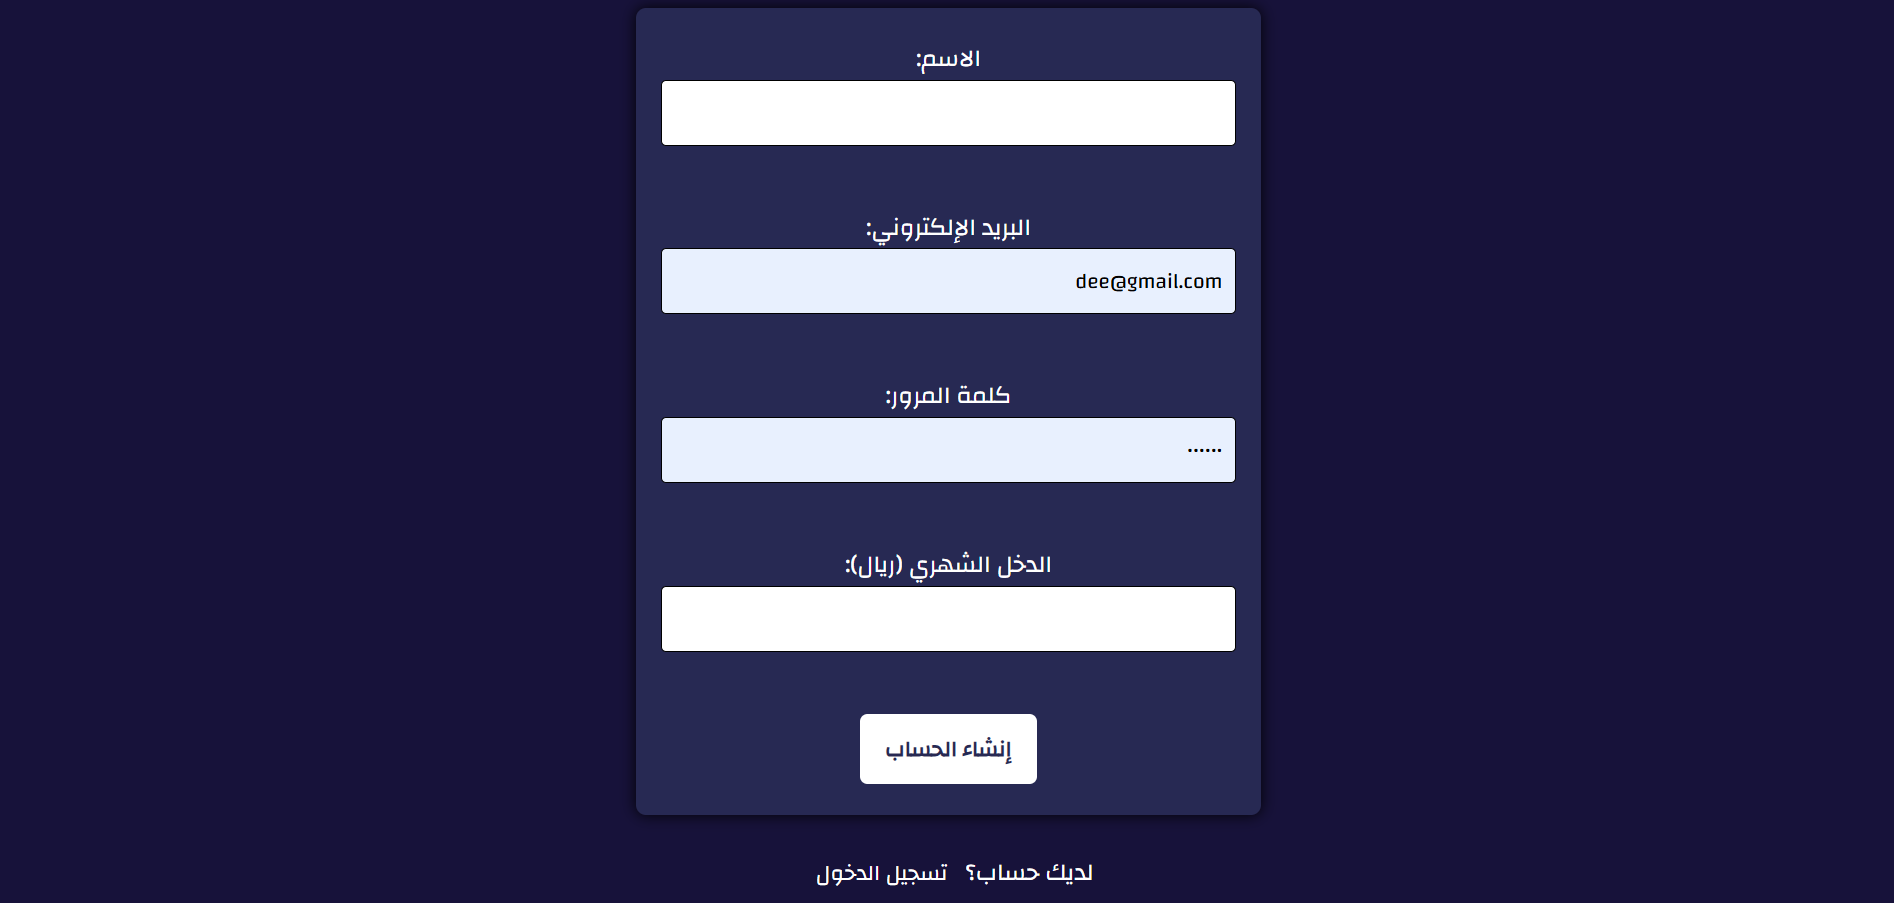 الاسم:
البريد الإلكتروني:
dee@gmail.com
كلمة المرور:
••••••
الدخل الشهري (ريال):
إنشاء الحساب
لديك حساب؟ تسجيل الدخول